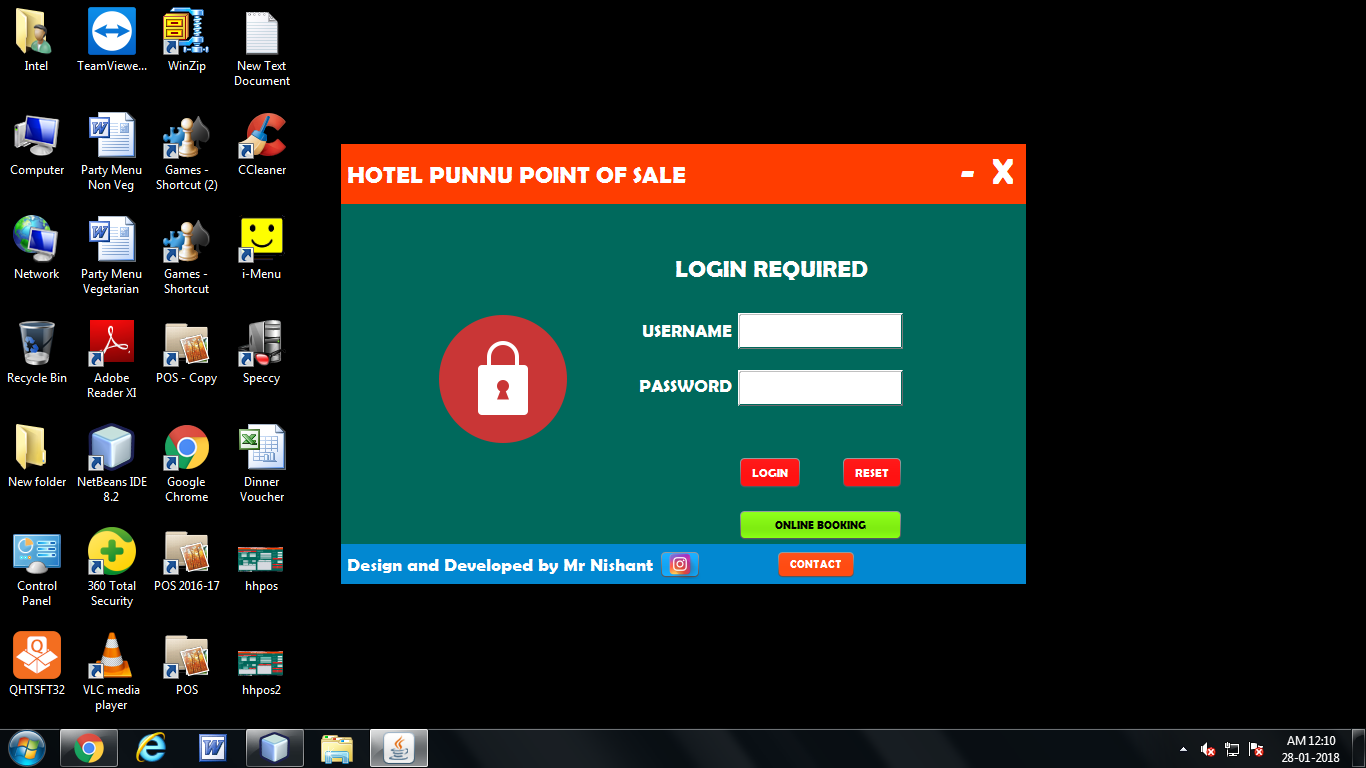 Intel
TeamViewe...
WinZip
New Text
Document
Computer
Party Menu
Non Veg
Games -
Shortcut (2)
CCleaner
Network
Party Menu
Vegetarian
Games -
Shortcut
i-Menu
Recycle Bin
Adobe
Reader XI
POS - Copy
Speccy
New folder
NetBeans IDE
8.2
Google
Chrome
Dinner
Voucher
Control
Panel
360 Total
Security
POS 2016-17
hhpos
QHTSFT32
VLC media
player
POS
hhpos2
HOTEL PUNNU POINT OF SALE
- X
LOGIN REQUIRED
USERNAME
PASSWORD
LOGIN
RESET
ONLINE BOOKING
Design and Developed by Mr Nishant
CONTACT
AM 12:10
28-01-2018